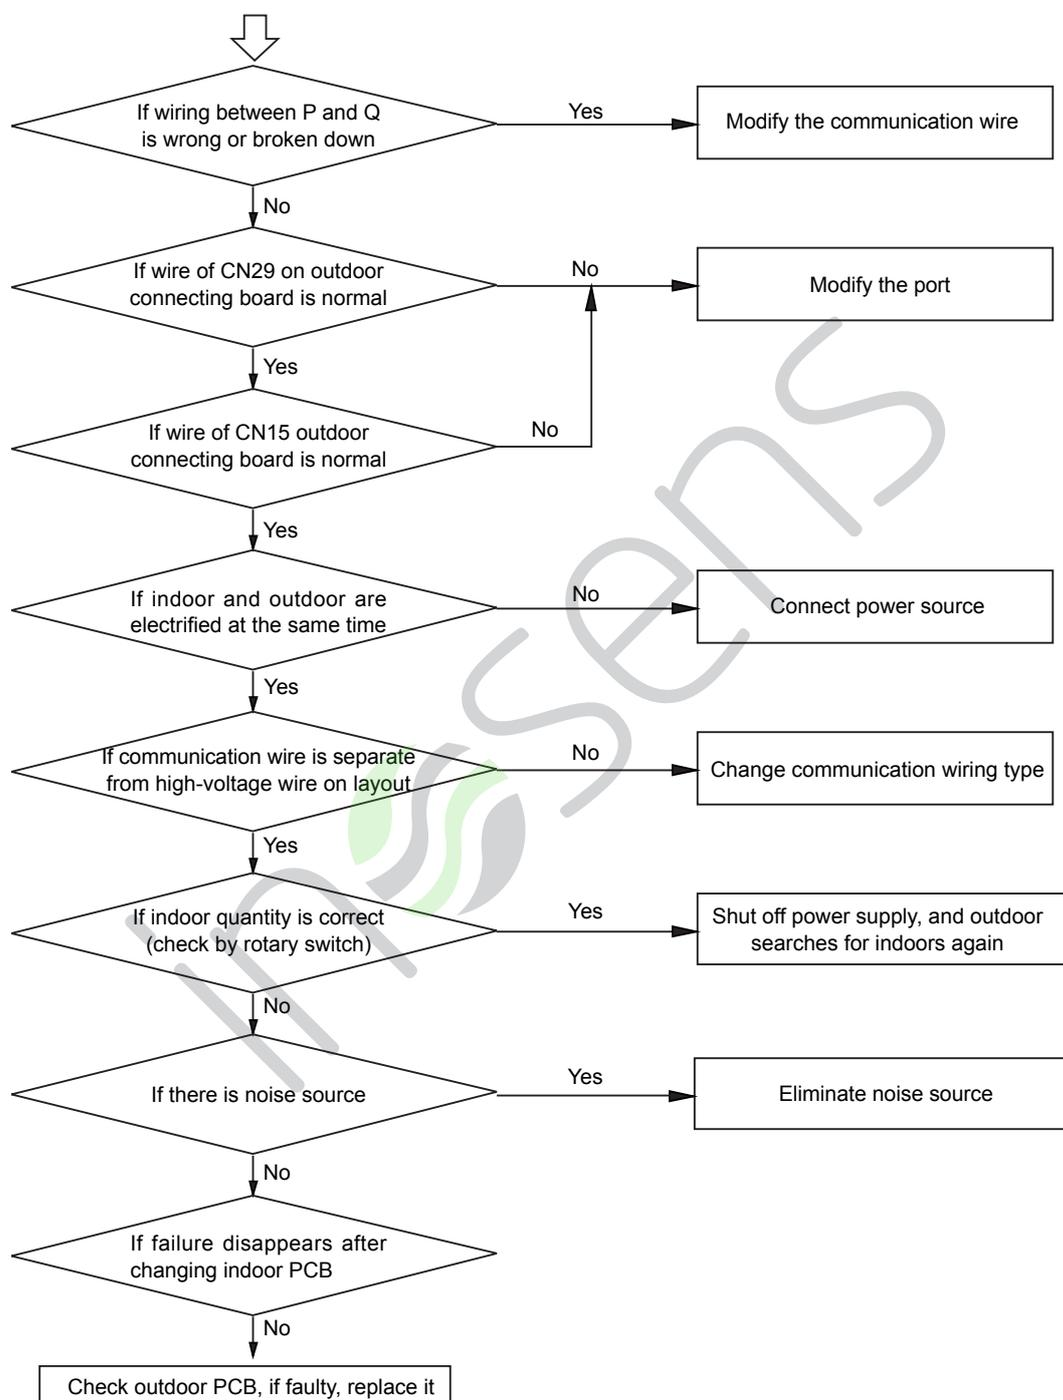 If wiring between P and Q
is wrong or broken down
Yes
Modify the communication wire
No
If wire of CN29 on outdoor
connecting board is normal
No
Modify the port
Yes
If wire of CN15 outdoor
connecting board is normal
No
Yes
If indoor and outdoor are
electrified at the same time
No
Connect power source
Yes
If communication wire is separate
from high-voltage wire on layout
No
Change communication wiring type
Yes
If indoor quantity is correct
(check by rotary switch)
Yes
Shut off power supply, and outdoor
searches for indoors again
No
If there is noise source
Yes
Eliminate noise source
No
If failure disappears after
changing indoor PCB
No
Check outdoor PCB, if faulty, replace it
inosens